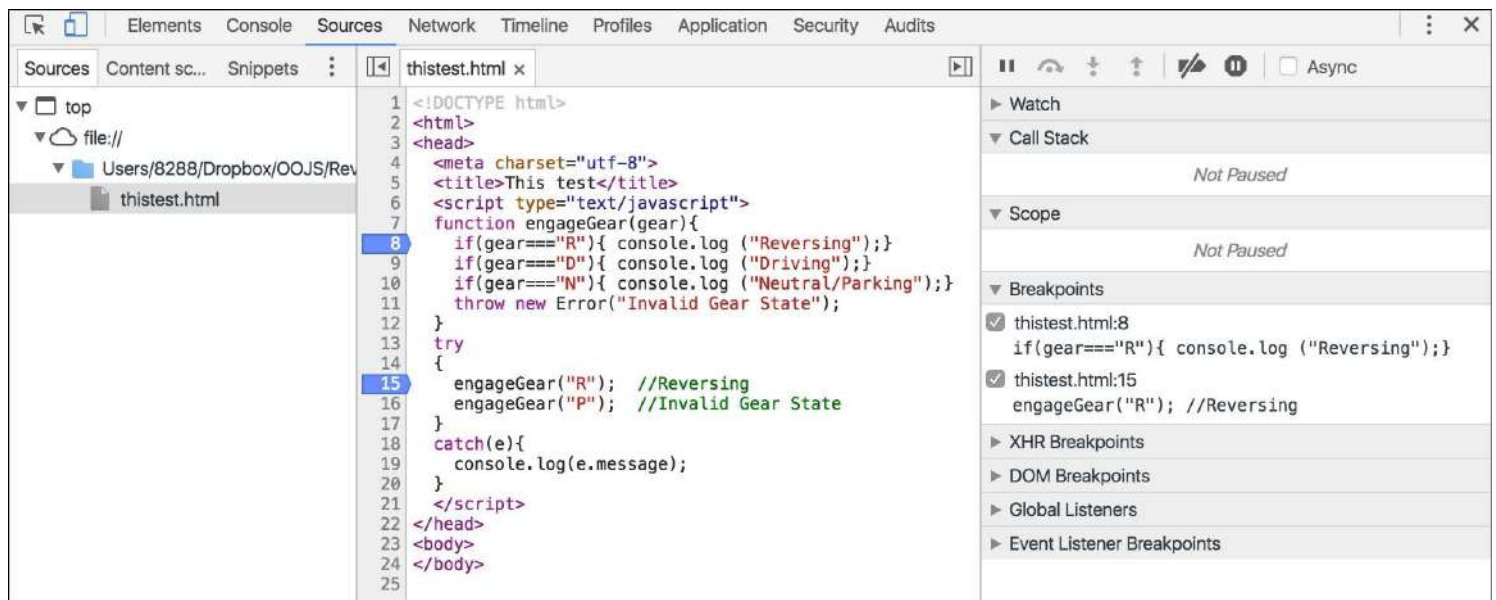 Elements Console Sources Network Timeline Profiles Application Security Audits
Sources Content sc... Snippets
thistest.html ×
Async
top
file://
Users/8288/Dropbox/OOJS/Rev
thistest.html
1 <!DOCTYPE html>
2 <html>
3 <head>
4 <meta charset="utf-8">
5 <title>This test</title>
6 <script type="text/javascript">
7 function engageGear(gear){
8 if(gear==="R"){ console.log ("Reversing");}
9 if(gear==="D"){ console.log ("Driving");}
10 if(gear==="N"){ console.log ("Neutral/Parking");}
11 throw new Error("Invalid Gear State");
12 }
13 try
14 {
15 engageGear("R"); //Reversing
16 engageGear("P"); //Invalid Gear State
17 }
18 catch(e){
19 console.log(e.message);
20 }
21 </script>
22 </head>
23 <body>
24 </body>
25
Watch
Call Stack
Not Paused
Scope
Not Paused
Breakpoints
thistest.html:8
if(gear==="R"){ console.log ("Reversing");}
thistest.html:15
engageGear("R"); //Reversing
XHR Breakpoints
DOM Breakpoints
Global Listeners
Event Listener Breakpoints